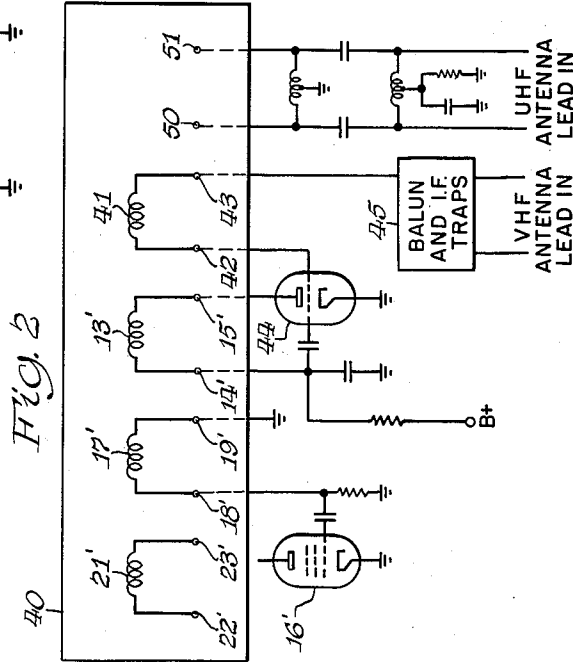 Fig. 2
40
21'
17'
13'
41
22'
23'
18'
19'
14'
15'
42
43
50
51
16'
44
45
BALUN
AND I.F.
TRAPS
B+
VHF
ANTENNA
LEAD IN
UHF
ANTENNA
LEAD IN